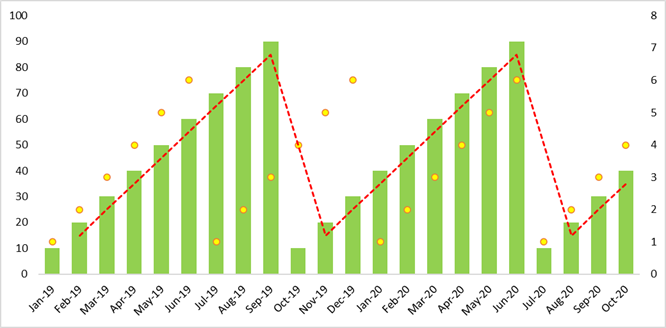 100
90
80
70
60
50
40
30
20
10
0
8
7
6
5
4
3
2
1
0
Jan-19
Feb-19
Mar-19
Apr-19
May-19
Jun-19
Jul-19
Aug-19
Sep-19
Oct-19
Nov-19
Dec-19
Jan-20
Feb-20
Mar-20
Apr-20
May-20
Jun-20
Jul-20
Aug-20
Sep-20
Oct-20